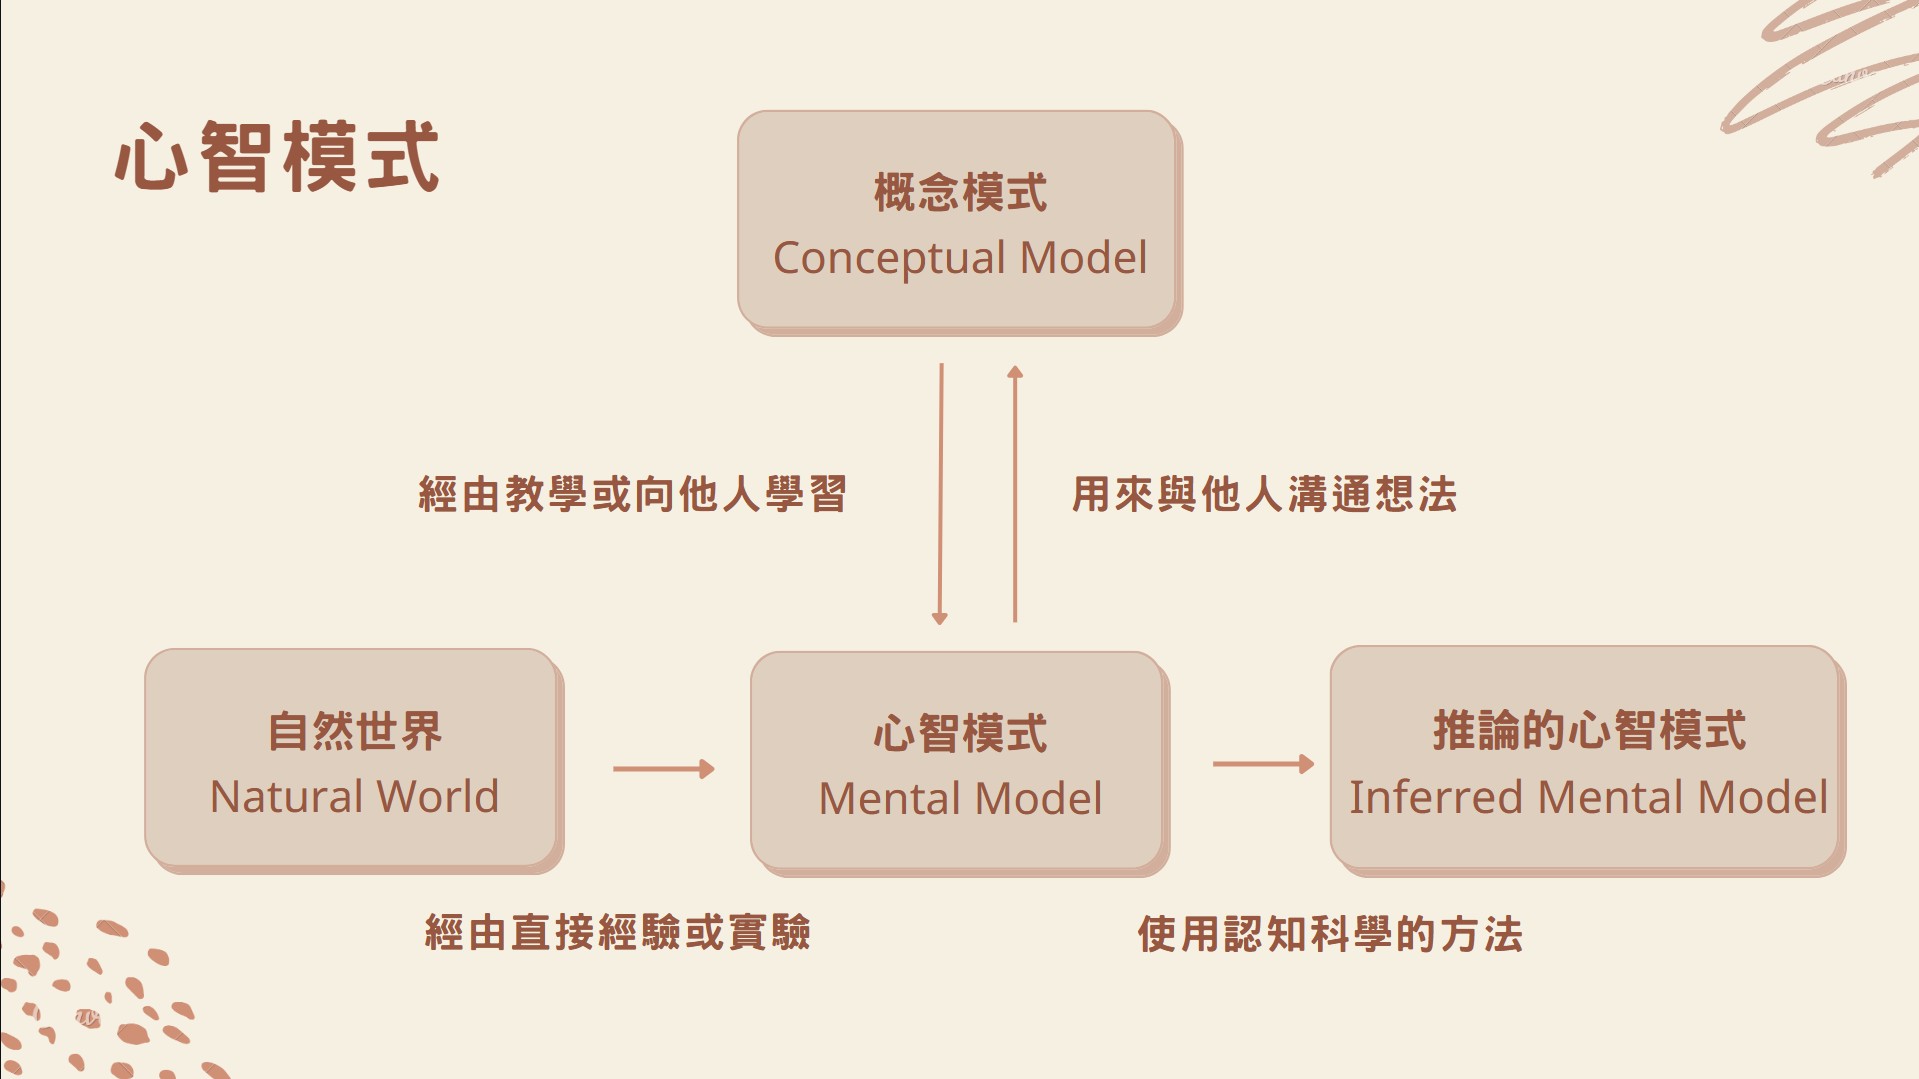 心智模式
概念模式
Conceptual Model
經由教學或向他人學習
用來與他人溝通想法
自然世界
Natural World
心智模式
Mental Model
推論的心智模式
Inferred Mental Model
經由直接經驗或實驗
使用認知科學的方法